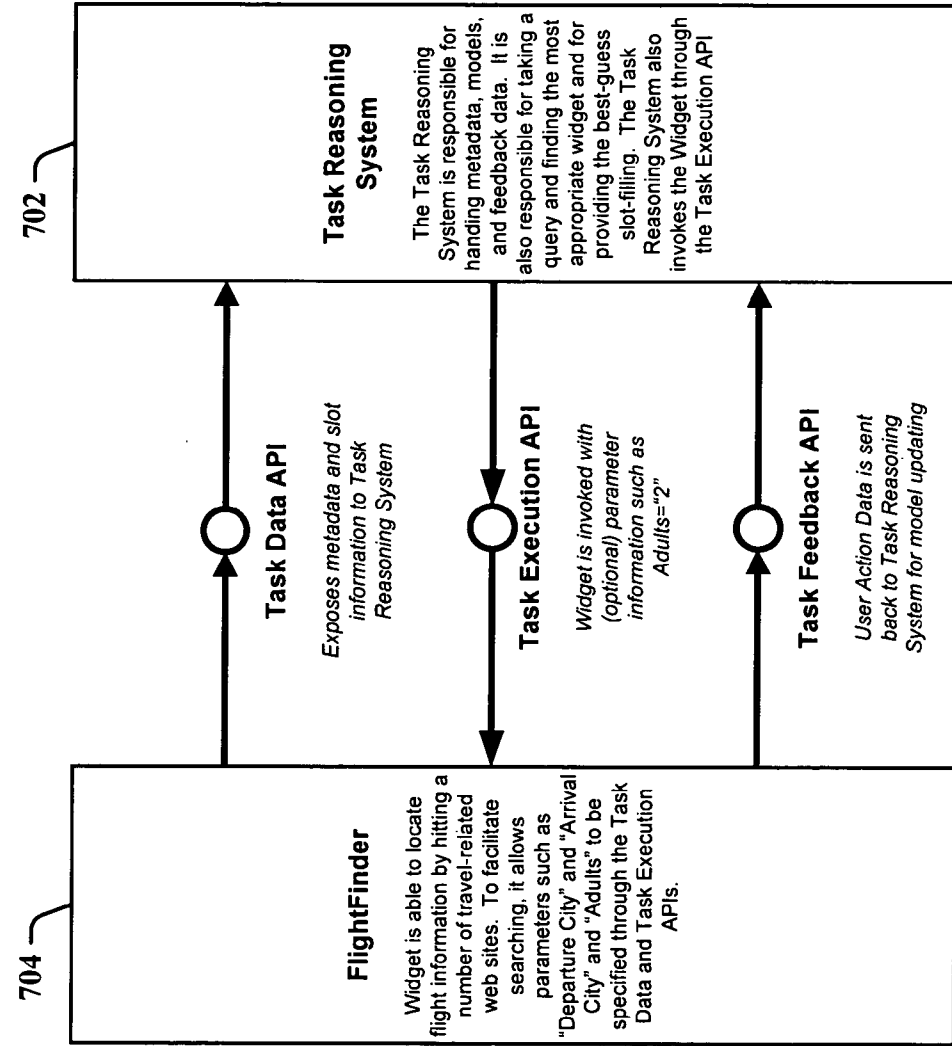 704
FlightFinder
Widget is able to locate
flight information by hitting a
number of travel-related
web sites. To facilitate
searching, it allows
parameters such as
“Departure City” and “Arrival
City” and “Adults” to be
specified through the Task
Data and Task Execution
APIs.
Task Data API
Exposes metadata and slot
information to Task
Reasoning System
Task Execution API
Widget is invoked with
(optional) parameter
information such as
Adults=“2”
Task Feedback API
User Action Data is sent
back to Task Reasoning
System for model updating
702
Task Reasoning
System
The Task Reasoning
System is responsible for
handing metadata, models,
and feedback data. It is
also responsible for taking a
query and finding the most
appropriate widget and for
providing the best-guess
slot-filling. The Task
Reasoning System also
invokes the Widget through
the Task Execution API